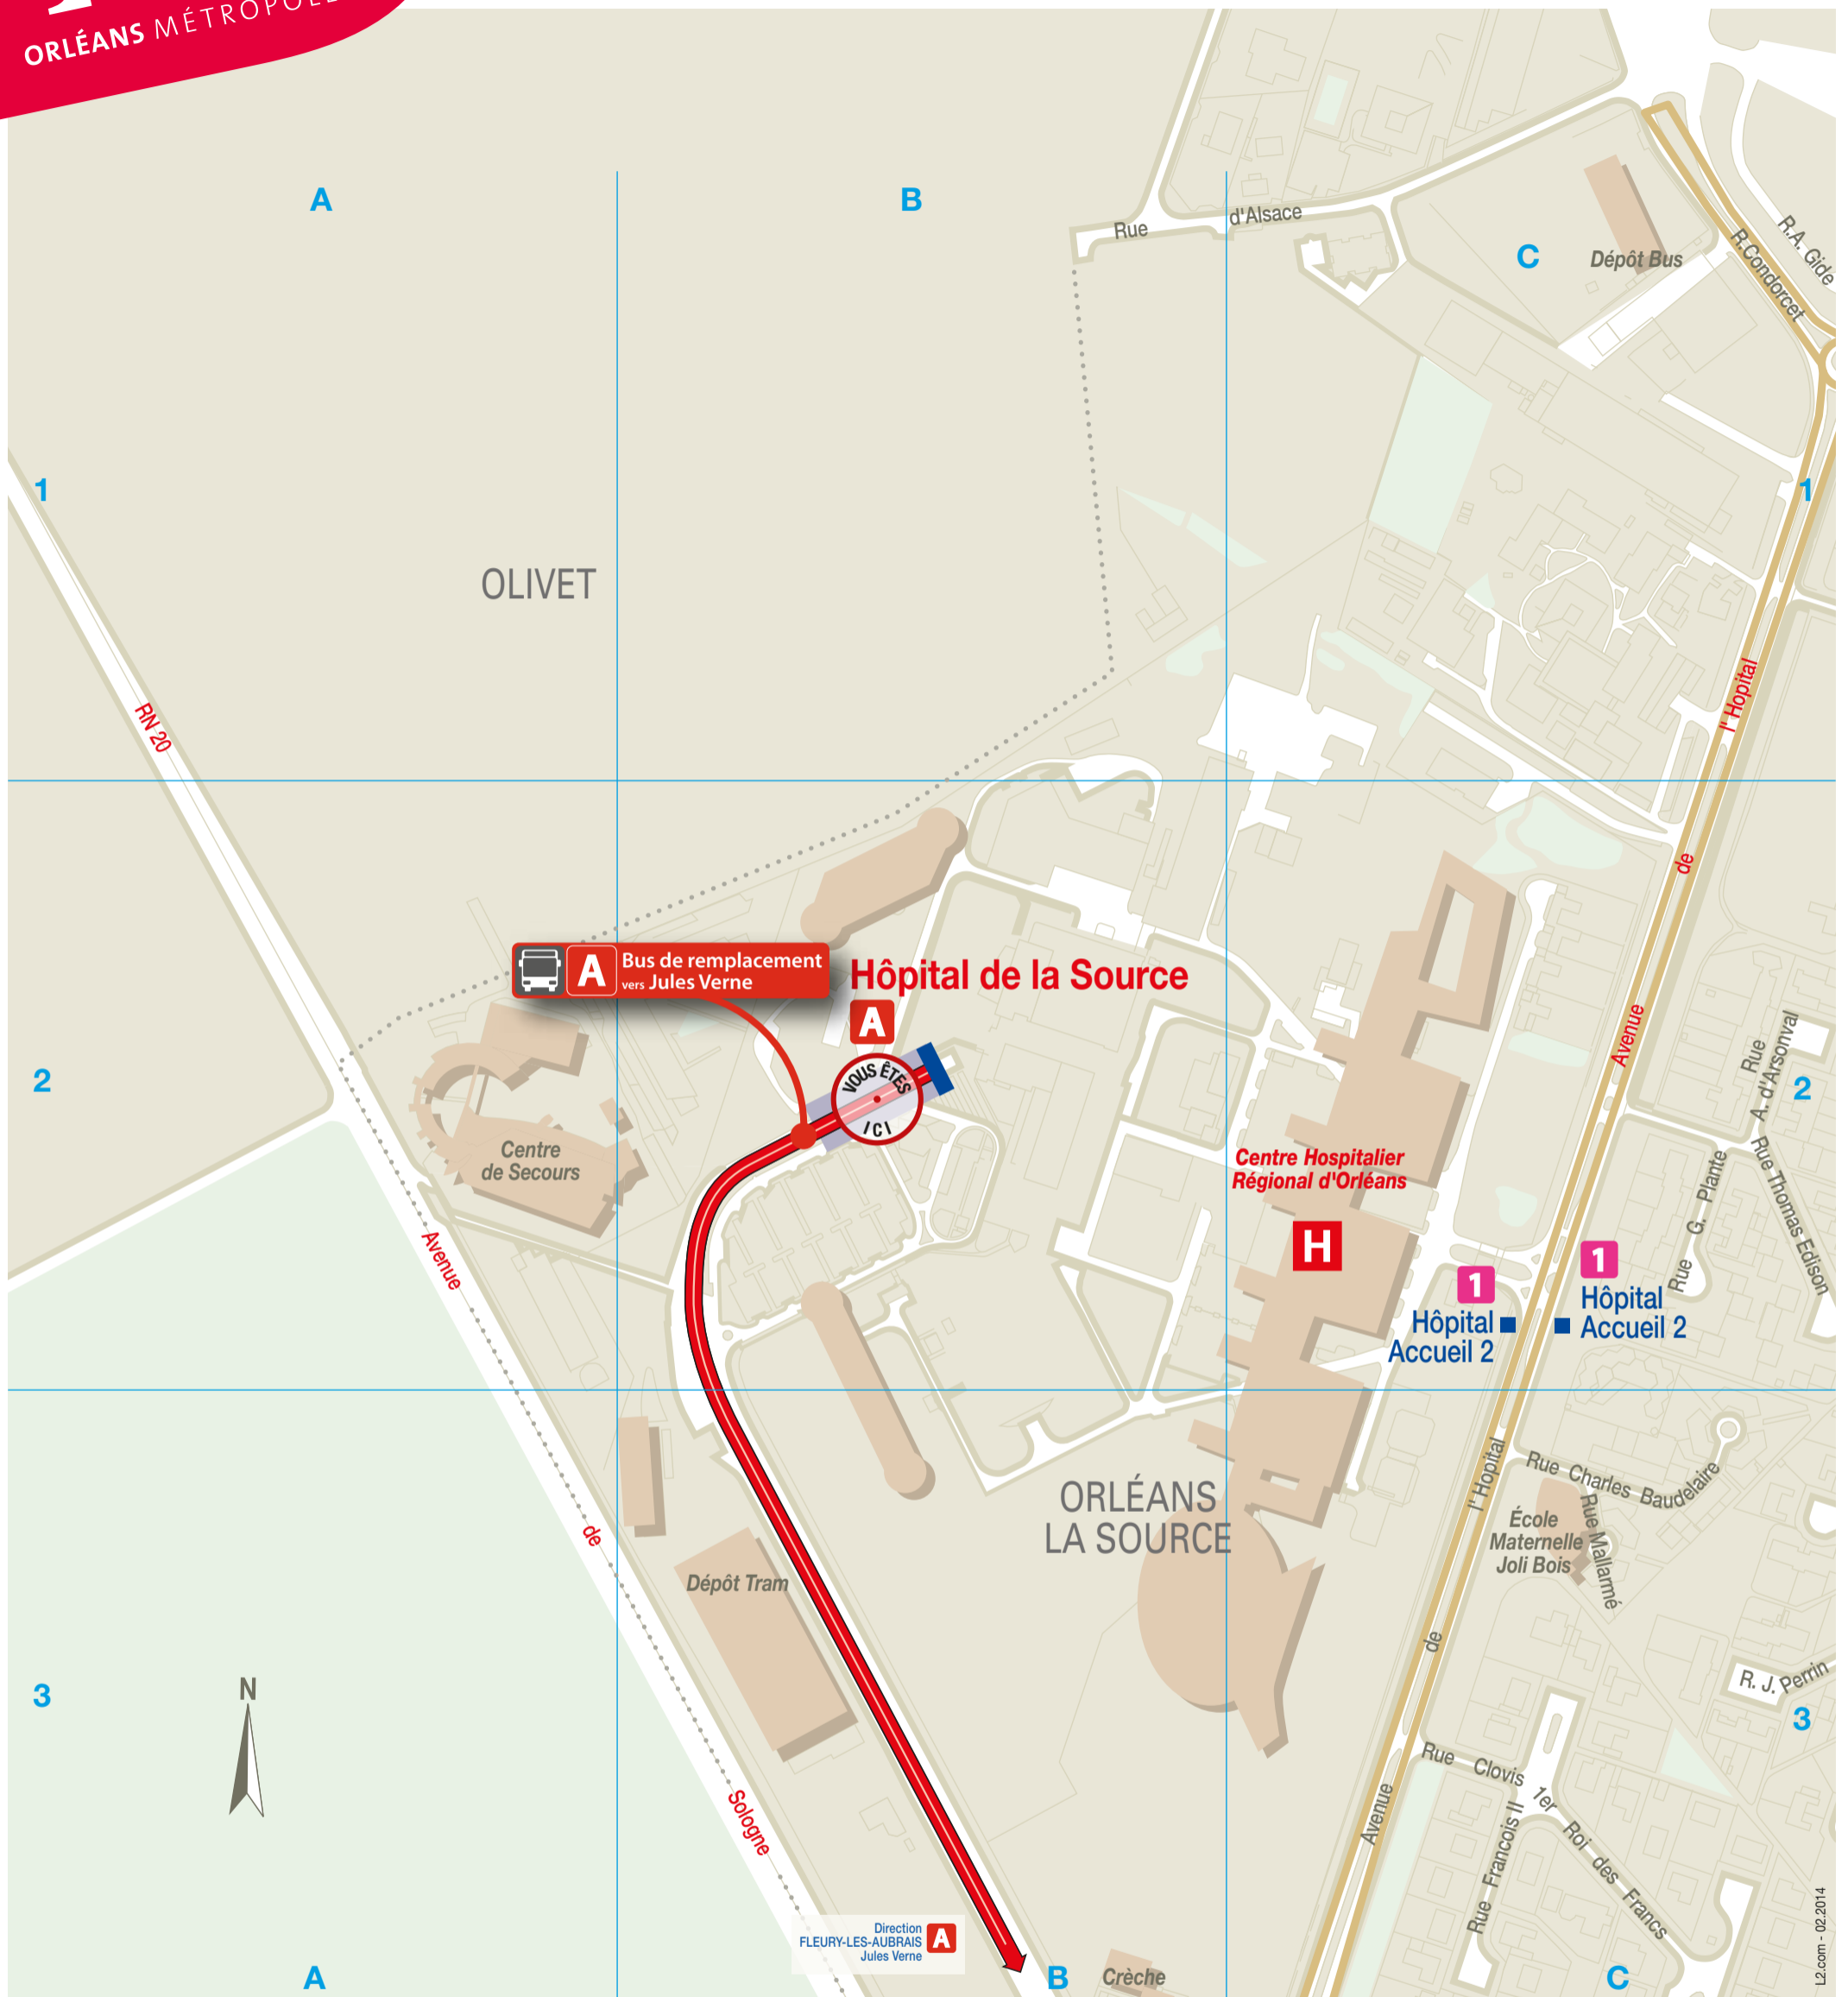 ORLÉANS MÉTROPOLE
A
B
C
Rue d'Alsace
Dépôt Bus
R.Condorcet
R.A. Gide
1
1
OLIVET
RN 20
l' Hopital
de
Avenue
Bus de remplacement
A
vers Jules Verne
Hôpital de la Source
A
VOUS ÊTES
ICI
2
2
Centre
de Secours
Rue
A. d'Arsonval
Rue G. Plante
Rue Thomas Edison
Centre Hospitalier
Régional d'Orléans
H
1
Hôpital
Accueil 2
1
Hôpital
Accueil 2
Avenue
de
Sologne
l' Hopital
de
Avenue
Rue Charles Baudelaire
Rue Mallarmé
École
Maternelle
Joli Bois
ORLÉANS
LA SOURCE
Dépôt Tram
N
3
3
R. J. Perrin
Rue Clovis 1er Roi des Francs
Rue Francois II
Direction
FLEURY-LES-AUBRAIS
Jules Verne
A
Crèche
A
B
C
L2.com - 02.2014